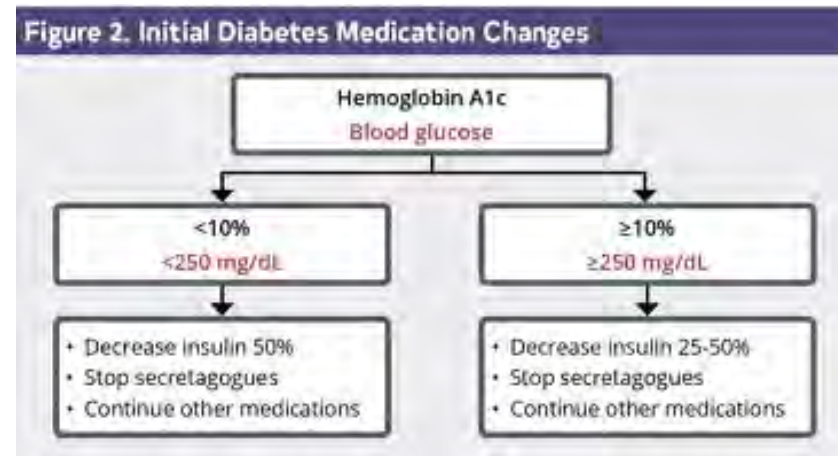 Figure 2. Initial Diabetes Medication Changes
Hemoglobin A1c
Blood glucose
<10%
<250 mg/dL
• Decrease insulin 50%
• Stop secretagogues
• Continue other medications
≥10%
≥250 mg/dL
• Decrease insulin 25-50%
• Stop secretagogues
• Continue other medications